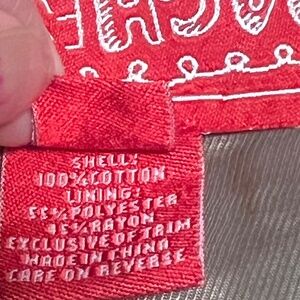 SHELL:
100% COTTON
LINING:
55% POLYESTER
45% RAYON
EXCLUSIVE OF TRIM
MADE IN CHINA
CARE ON REVERSE